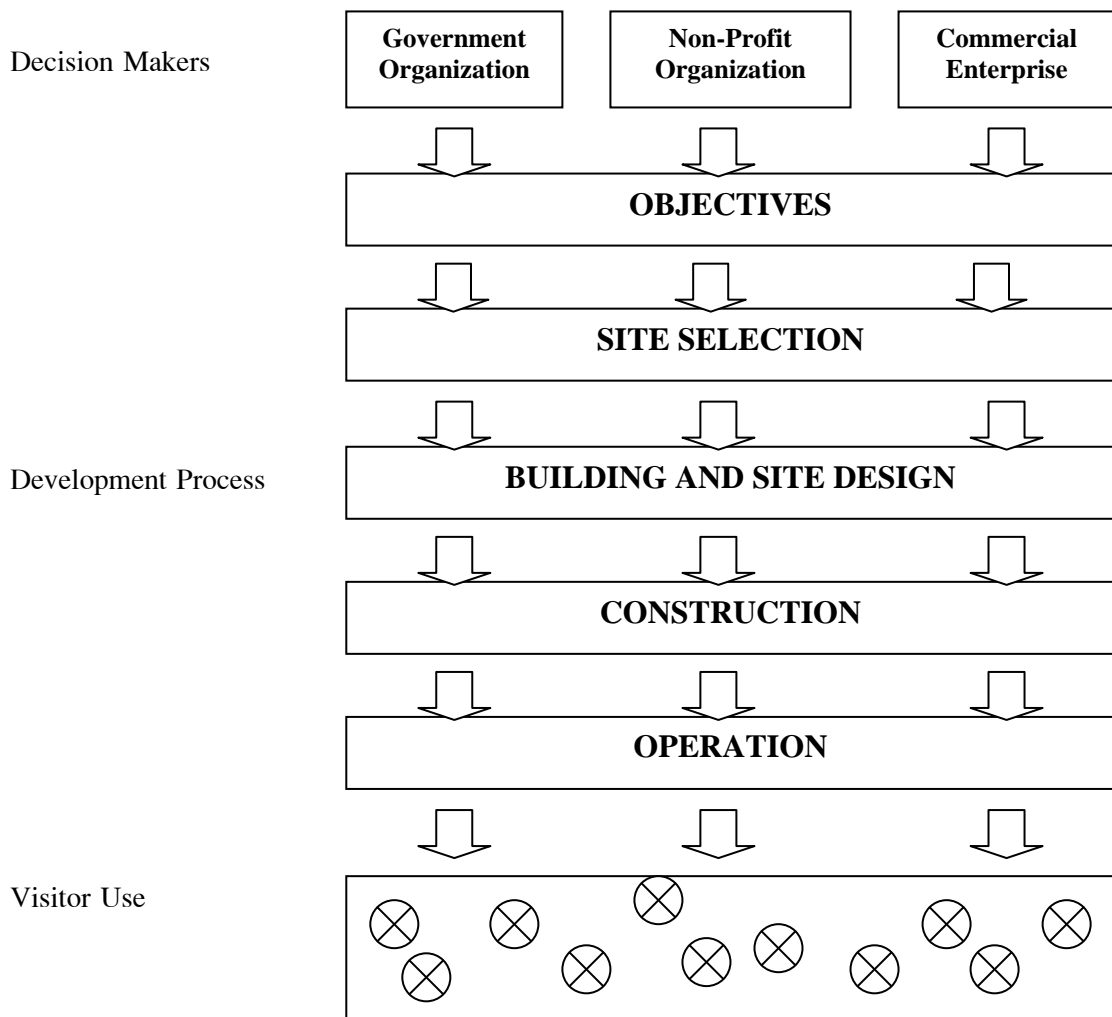 Decision Makers
Government
Organization
Non-Profit
Organization
Commercial
Enterprise
OBJECTIVES
SITE SELECTION
Development Process
BUILDING AND SITE DESIGN
CONSTRUCTION
OPERATION
Visitor Use